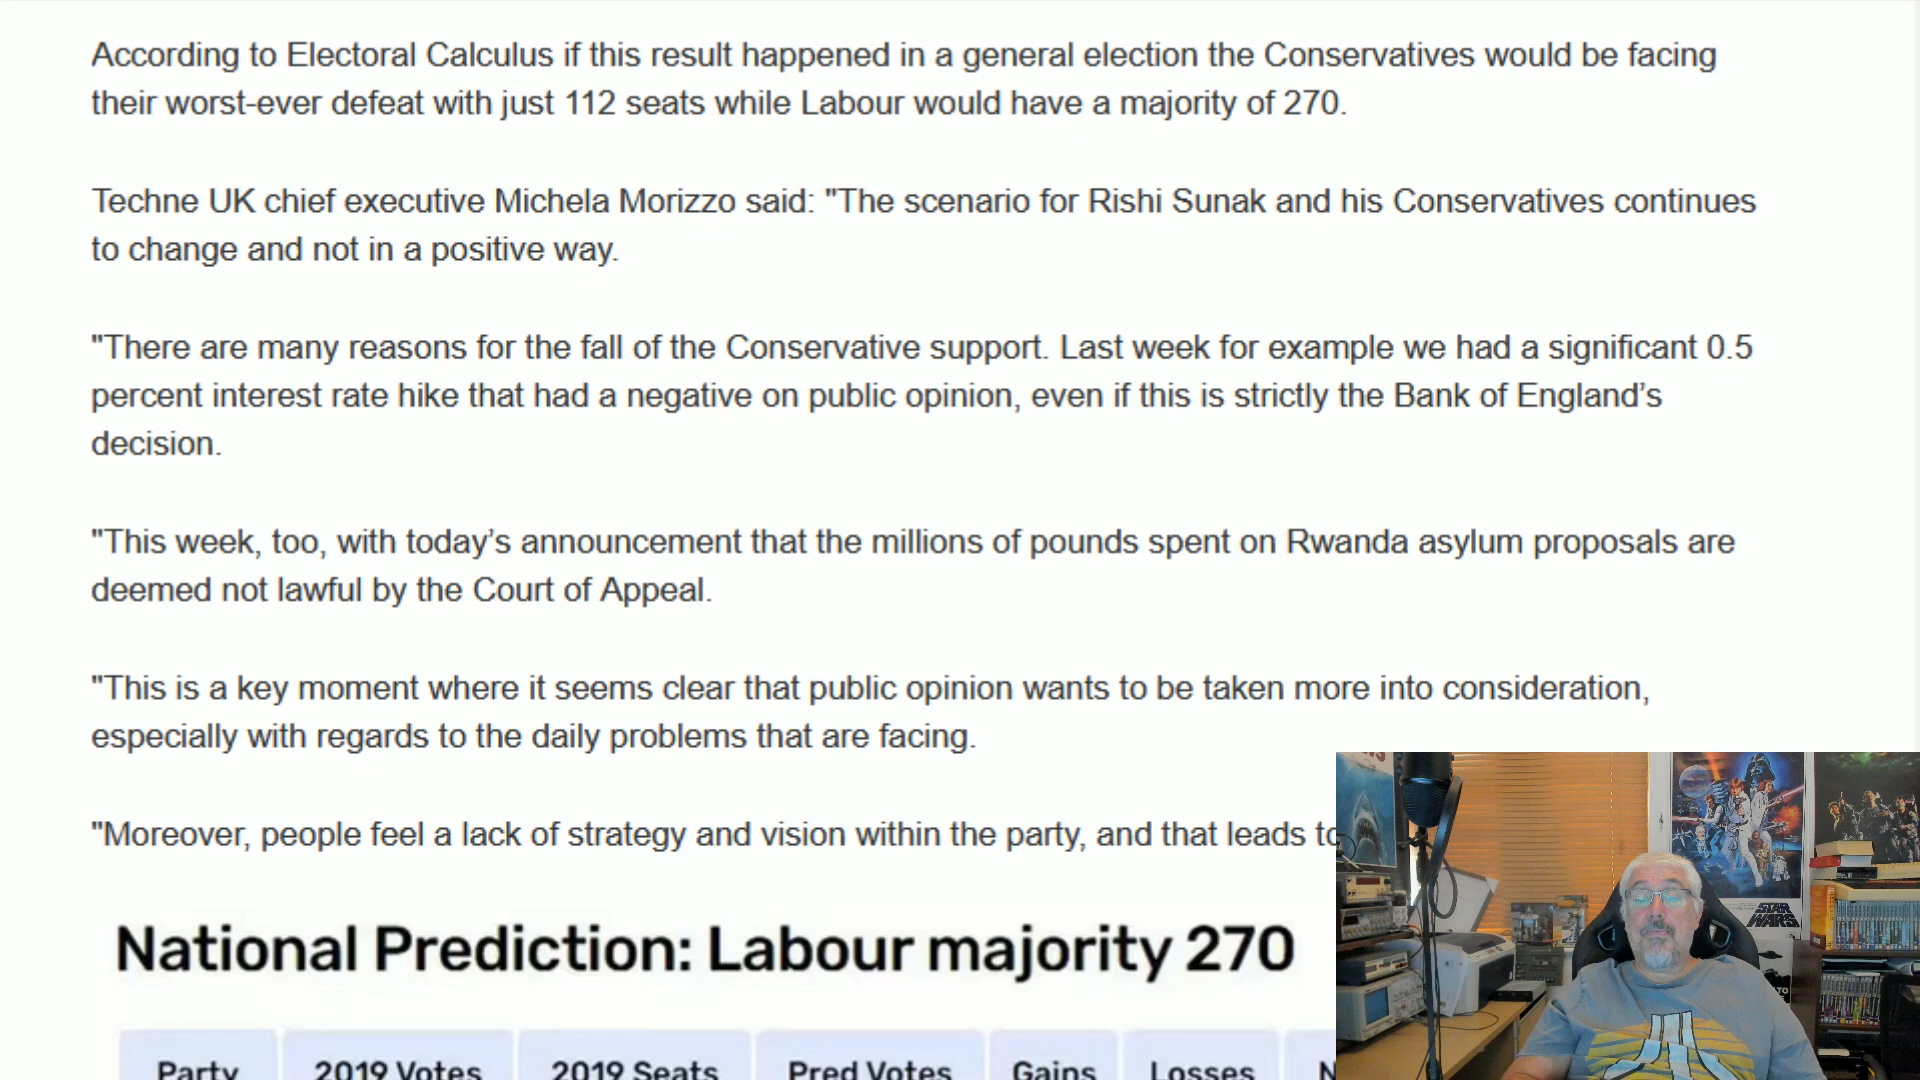 According to Electoral Calculus if this result happened in a general election the Conservatives would be facing
their worst-ever defeat with just 112 seats while Labour would have a majority of 270.
Techne UK chief executive Michela Morizzo said: "The scenario for Rishi Sunak and his Conservatives continues
to change and not in a positive way.
"There are many reasons for the fall of the Conservative support. Last week for example we had a significant 0.5
percent interest rate hike that had a negative on public opinion, even if this is strictly the Bank of England’s
decision.
"This week, too, with today’s announcement that the millions of pounds spent on Rwanda asylum proposals are
deemed not lawful by the Court of Appeal.
"This is a key moment where it seems clear that public opinion wants to be taken more into consideration,
especially with regards to the daily problems that are facing.
"Moreover, people feel a lack of strategy and vision within the party, and that leads to
National Prediction: Labour majority 270
Party 2019 Votes 2019 Seats Pred Votes Gains Losses N
STAR
WARS